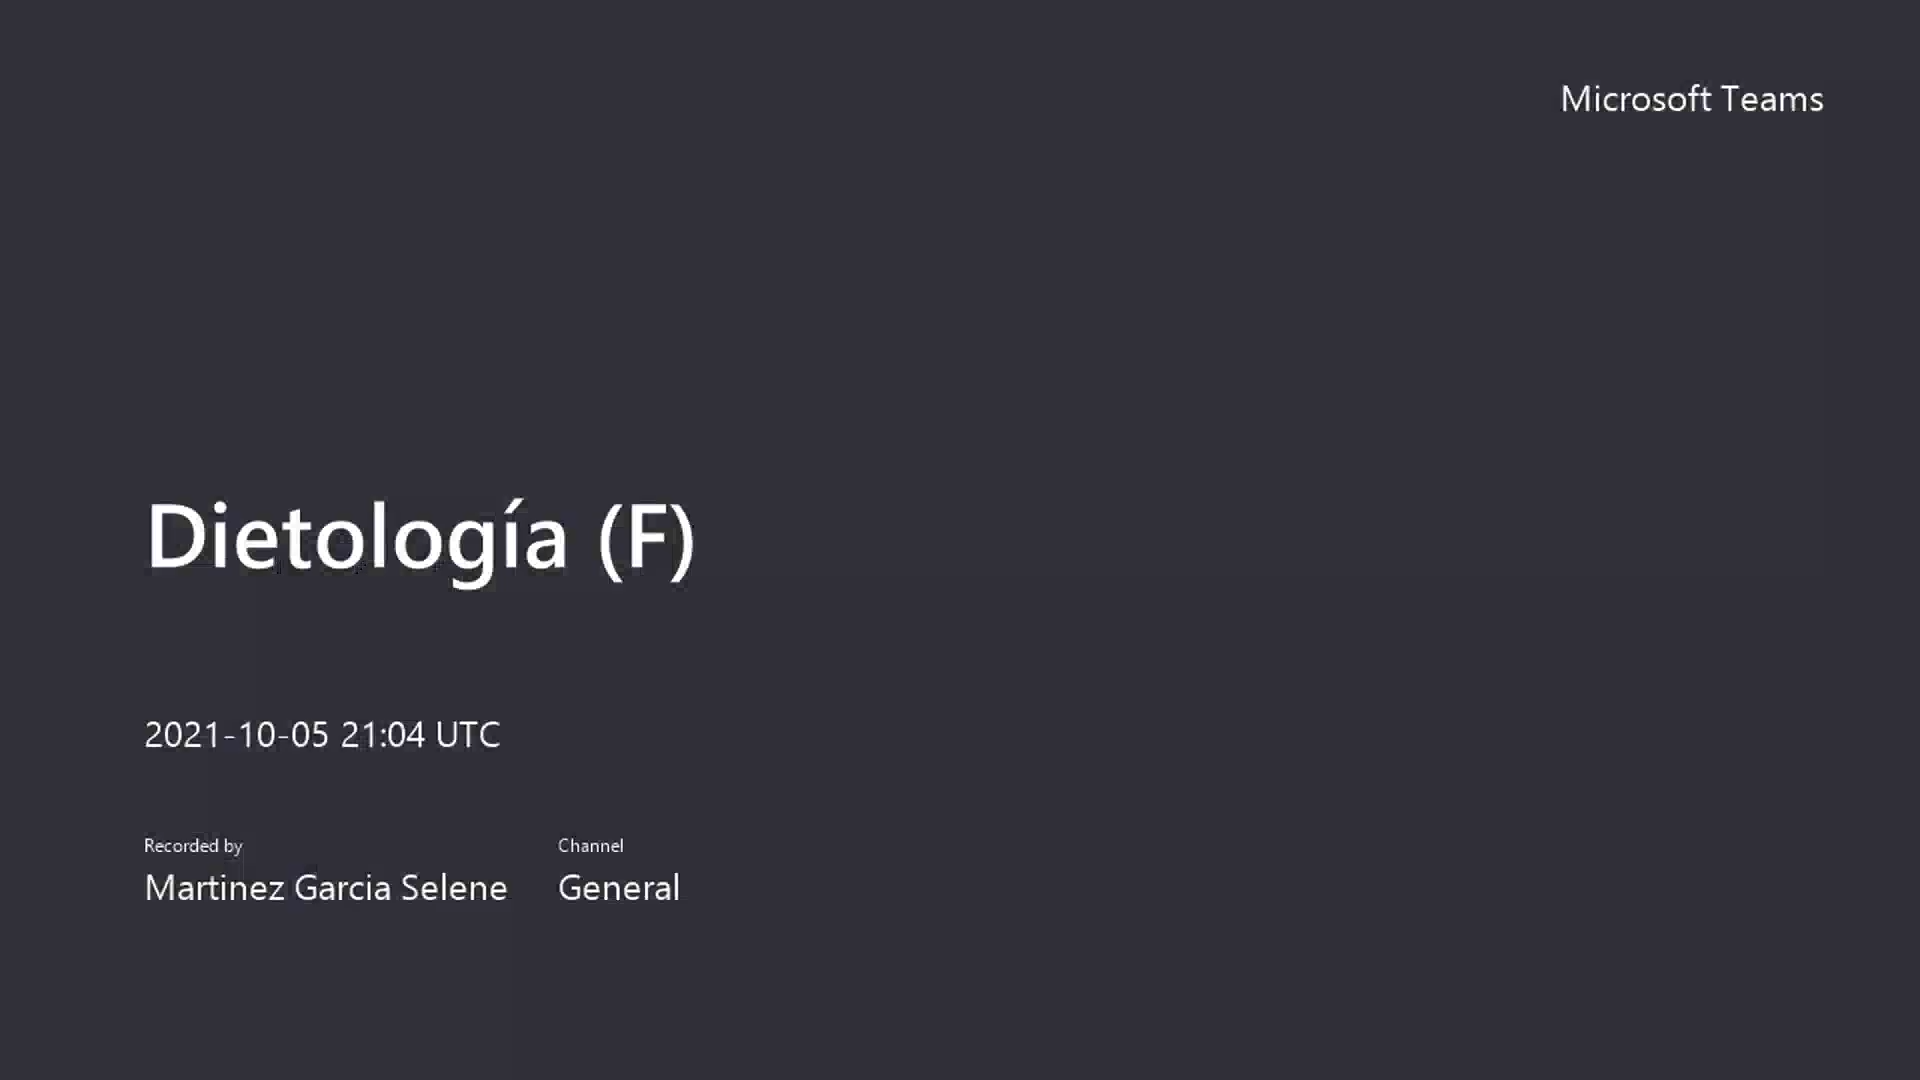 Microsoft Teams
Dietología (F)
2021-10-05 21:04 UTC
Recorded by
Martinez Garcia Selene
Channel
General